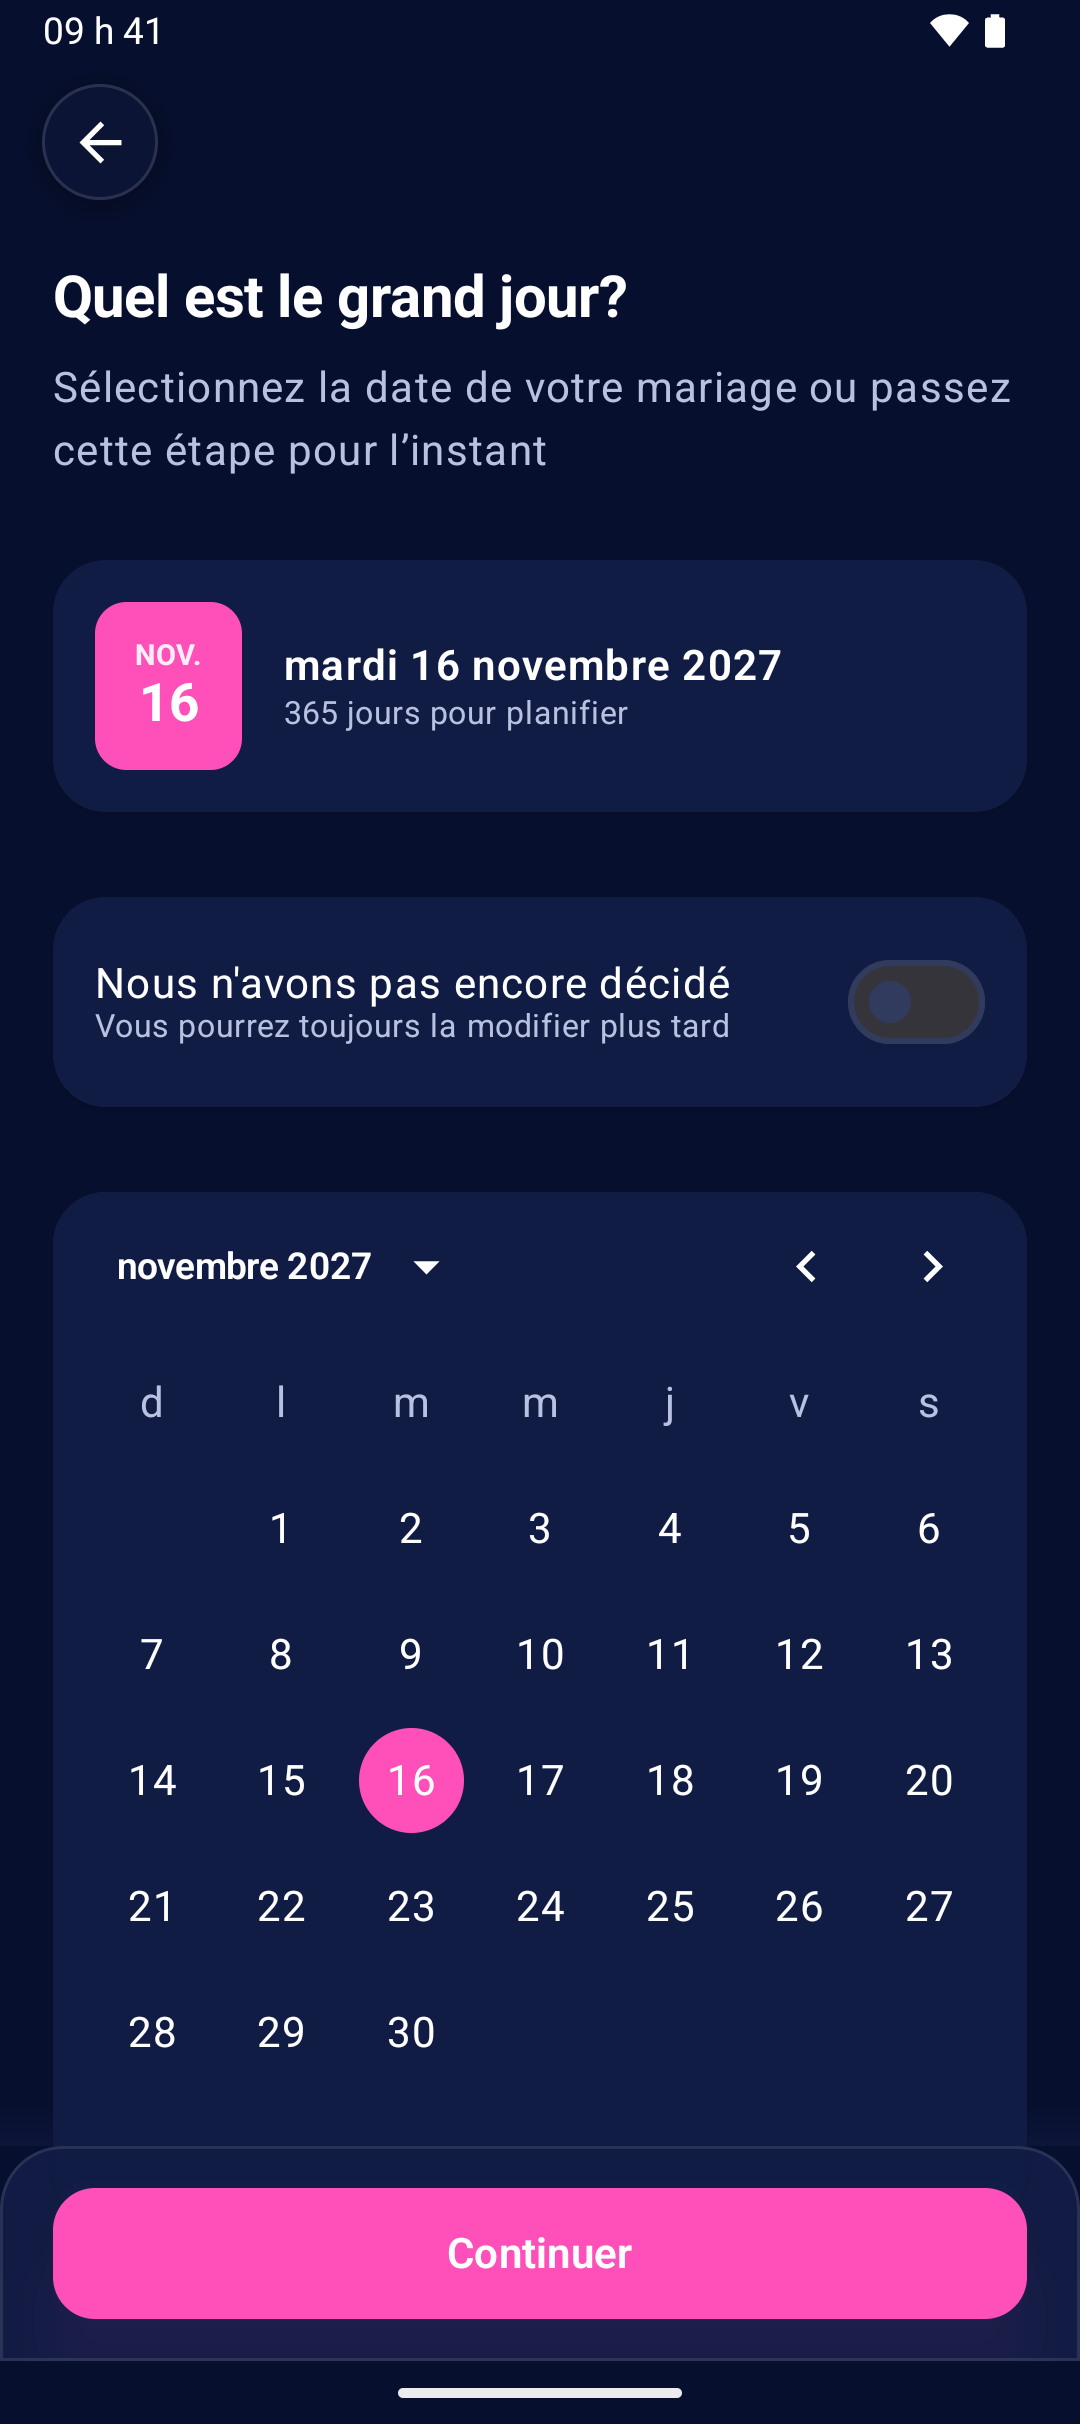 09 h 41
Quel est le grand jour?
Sélectionnez la date de votre mariage ou passez
cette étape pour l’instant
NOV.
16
mardi 16 novembre 2027
365 jours pour planifier
Nous n'avons pas encore décidé
Vous pourrez toujours la modifier plus tard
novembre 2027
d l m m j v s
1 2 3 4 5 6
7 8 9 10 11 12 13
14 15 16 17 18 19 20
21 22 23 24 25 26 27
28 29 30
Continuer